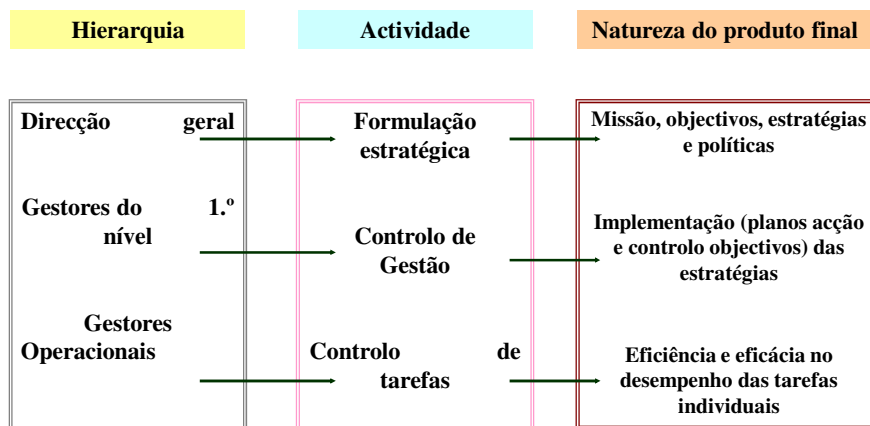 Hierarquia
Actividade
Natureza do produto final
Direcção geral
Gestores do 1.º
nível
Gestores
Operacionais
Formulação
estratégica
Controlo de
Gestão
Controlo de
tarefas
Missão, objectivos, estratégias
e políticas
Implementação (planos acção
e controlo objectivos) das
estratégias
Eficiência e eficácia no
desempenho das tarefas
individuais